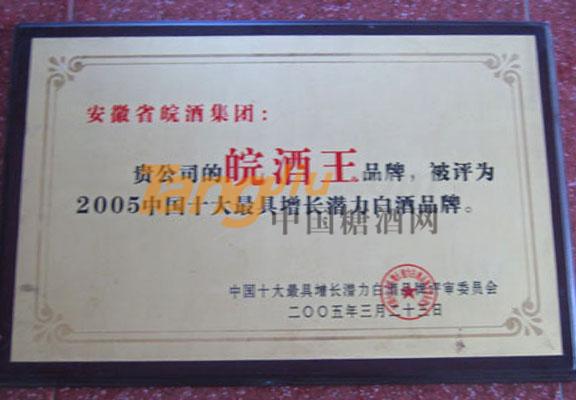 安徽省皖酒集团:
贵公司的皖酒王品牌,被评为
2005中国十大最具增长潜力白酒品牌。
中国糖酒网
中国十大最具增长潜力白酒品牌评审委员会
二〇〇五年三月二十三日